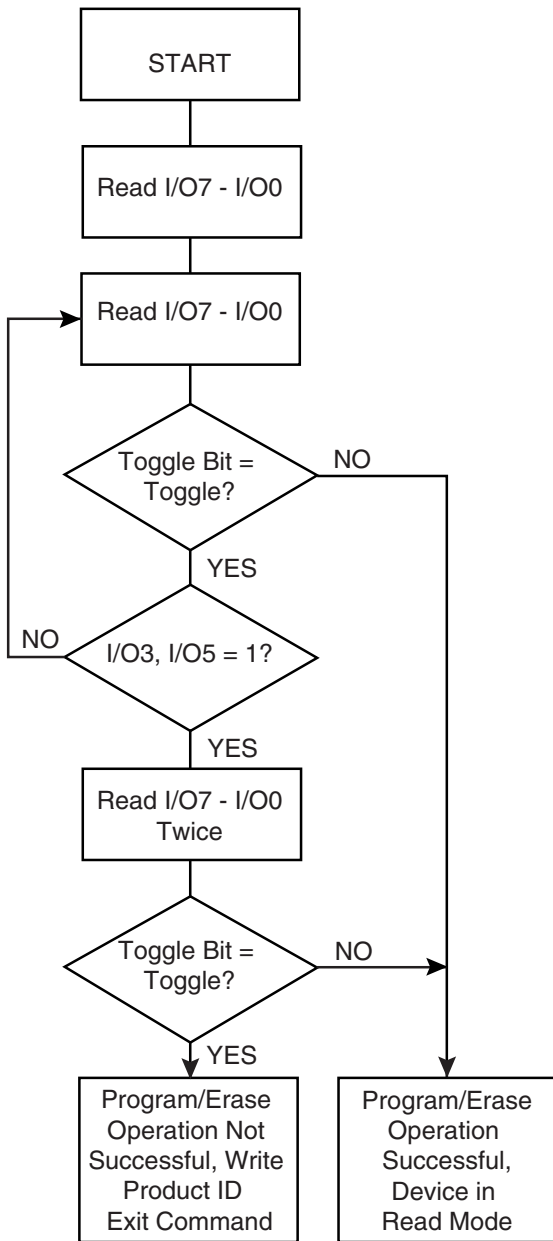 START
Read I/O7 - I/O0
Read I/O7 - I/O0
Toggle Bit =
Toggle?
NO
YES
NO
I/O3, I/O5 = 1?
YES
Read I/O7 - I/O0
Twice
Toggle Bit =
Toggle?
NO
YES
Program/Erase
Operation Not
Successful, Write
Product ID
Exit Command
Program/Erase
Operation
Successful,
Device in
Read Mode